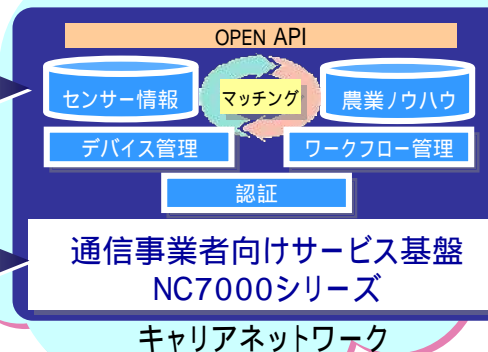 OPEN API
センサー情報
マッチング
農業ノウハウ
デバイス管理
ワークフロー管理
認証
通信事業者向けサービス基盤
NC7000シリーズ
キャリアネットワーク